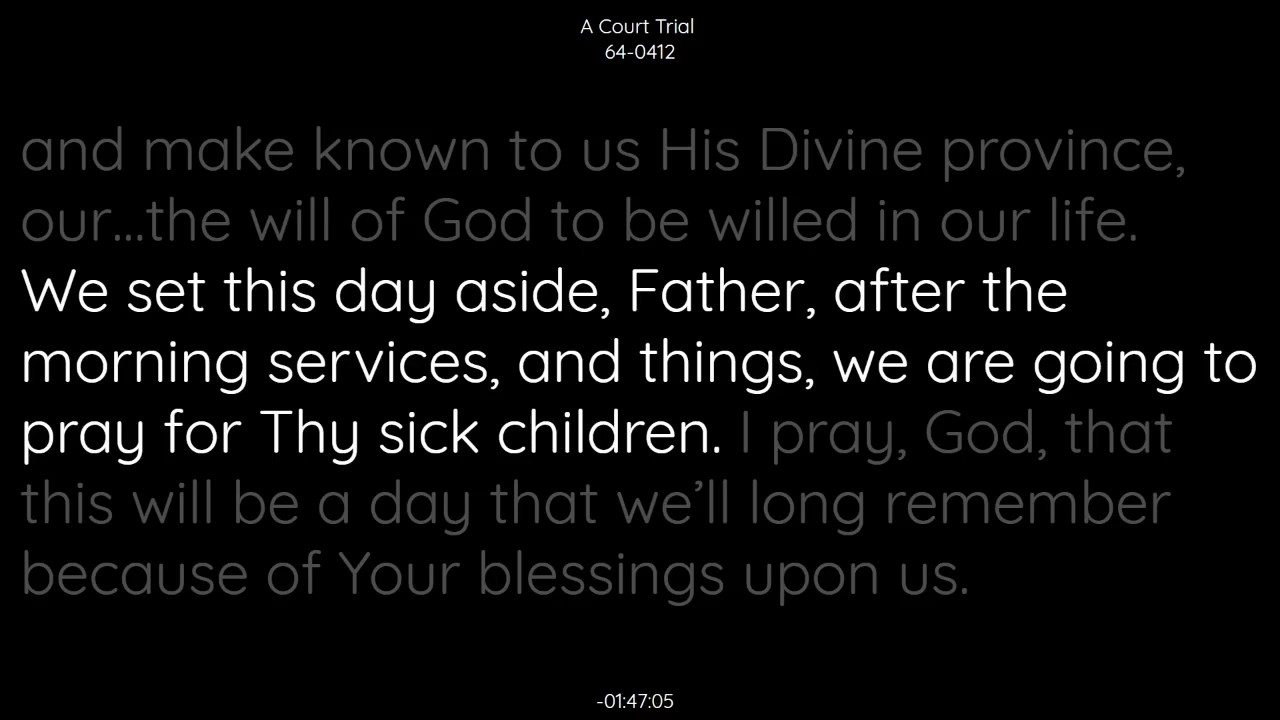 A Court Trial
64-0412
and make known to us His Divine province,
our...the will of God to be willed in our life.
We set this day aside, Father, after the
morning services, and things, we are going to
pray for Thy sick children. I pray, God, that
this will be a day that we’ll long remember
because of Your blessings upon us.
-01:47:05